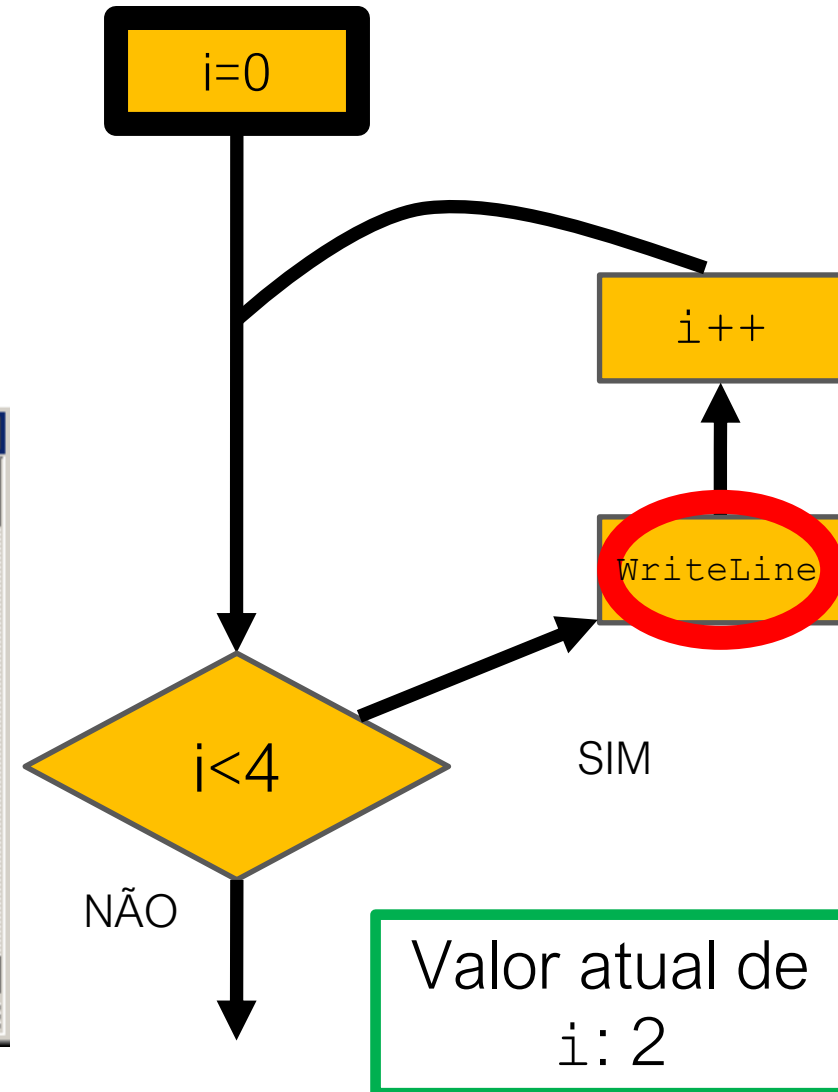 i=0
i++
WriteLine
i<4
SIM
NÃO
Valor atual de
i: 2